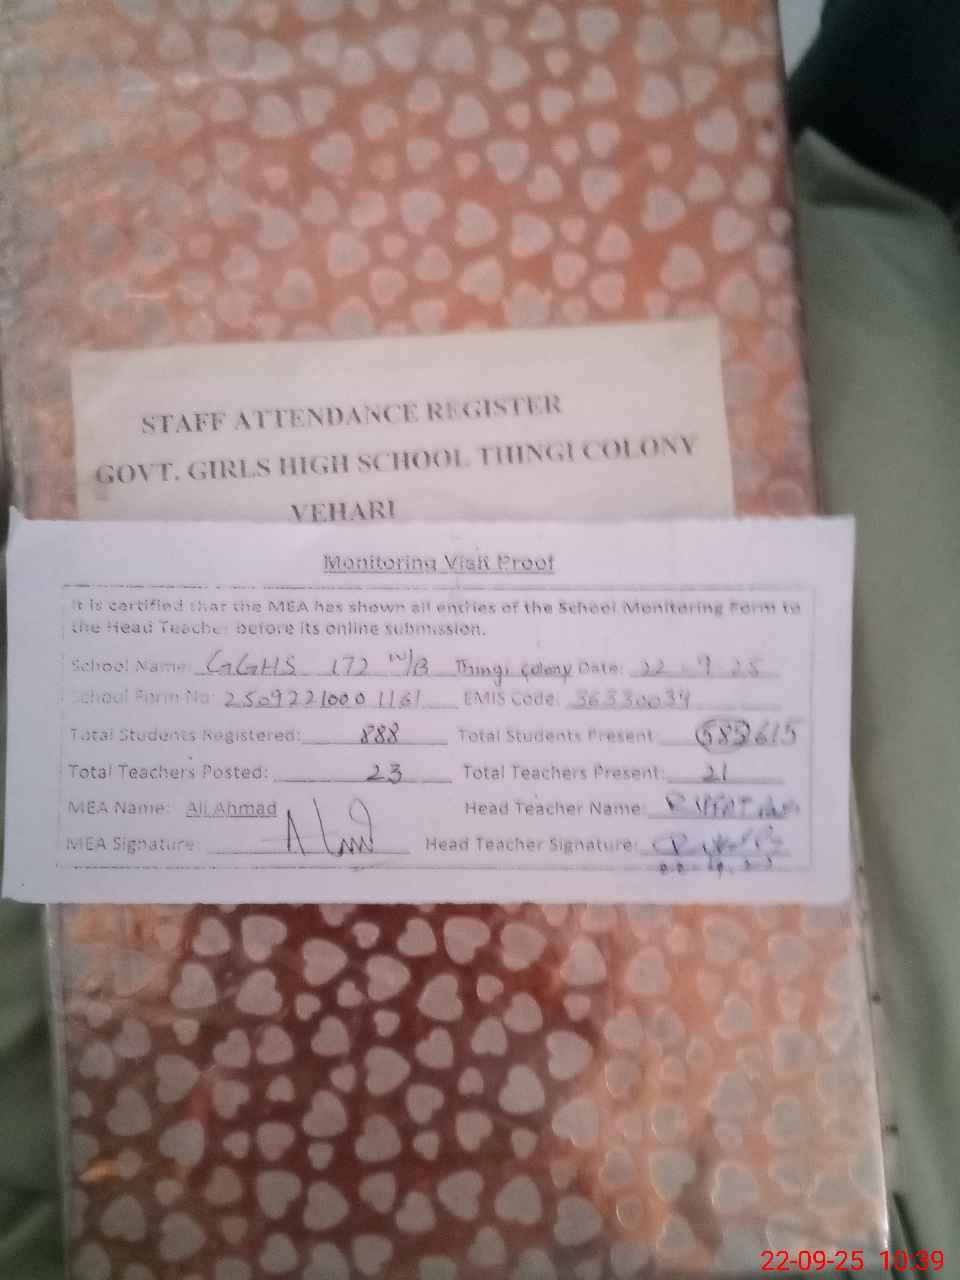 STAFF ATTENDANCE REGISTER
GOVT. GIRLS HIGH SCHOOL THINGI COLONY
VEHARI
Monitoring Visit Proof
It is certified that the MEA has shown all entries of the School Monitoring Form to
the Head Teacher before its online submission.
School Name: GGHS 172 W/B Thingi Colony Date: 22-9-25
School Form No: 25092210001161 EMIS Code: 36330034
Total Students Registered: 888 Total Students Present: 615
Total Teachers Posted: 23 Total Teachers Present: 21
MEA Name: Ali Ahmad Head Teacher Name:
MEA Signature: Head Teacher Signature:
22-09-25 10:39